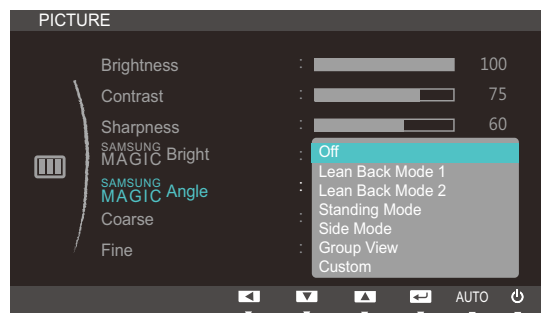 PICTURE
Brightness : 100
Contrast : 75
Sharpness : 60
SAMSUNG
MAGIC Bright :
SAMSUNG
MAGIC Angle :
Coarse :
Fine :
Off
Lean Back Mode 1
Lean Back Mode 2
Standing Mode
Side Mode
Group View
Custom
AUTO